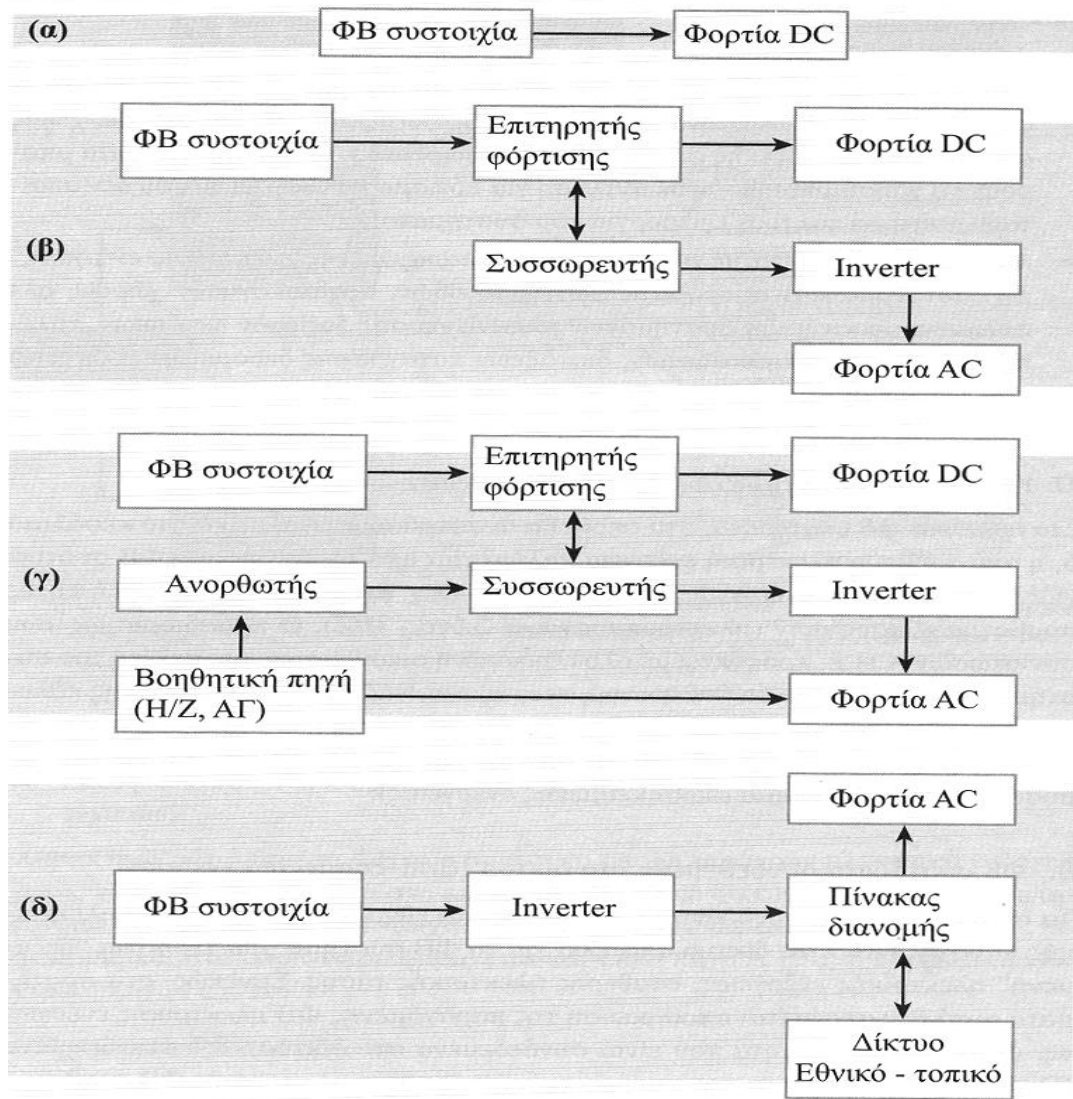 (α)
ΦΒ συστοιχία
Φορτία DC
ΦΒ συστοιχία
Επιτηρητής
φόρτισης
Φορτία DC
(β)
Συσσωρευτής
Inverter
Φορτία AC
ΦΒ συστοιχία
Επιτηρητής
φόρτισης
Φορτία DC
(γ)
Ανορθωτής
Συσσωρευτής
Inverter
Βοηθητική πηγή
(Η/Ζ, ΑΓ)
Φορτία AC
Φορτία AC
(δ)
ΦΒ συστοιχία
Inverter
Πίνακας
διανομής
Δίκτυο
Εθνικό - τοπικό